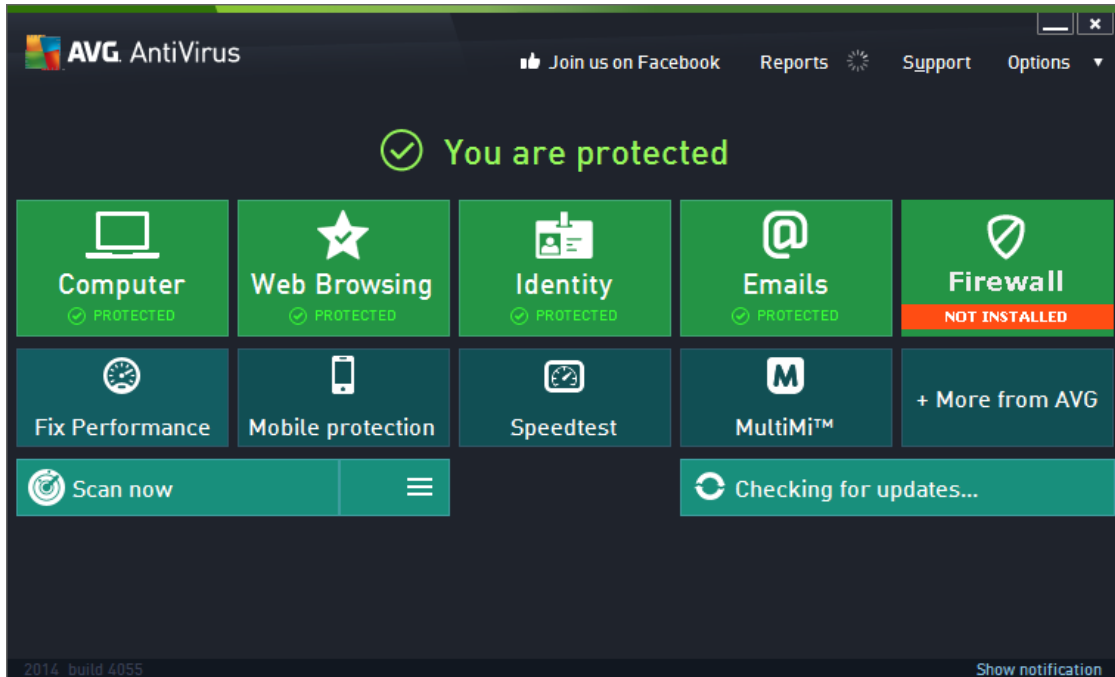 AVG. AntiVirus
Join us on Facebook Reports Support Options
You are protected
Computer Web Browsing Identity Emails Firewall
PROTECTED PROTECTED PROTECTED PROTECTED NOT INSTALLED
Fix Performance Mobile protection Speedtest MultiMi™ + More from AVG
Scan now Checking for updates...
2014 build 4055 Show notification